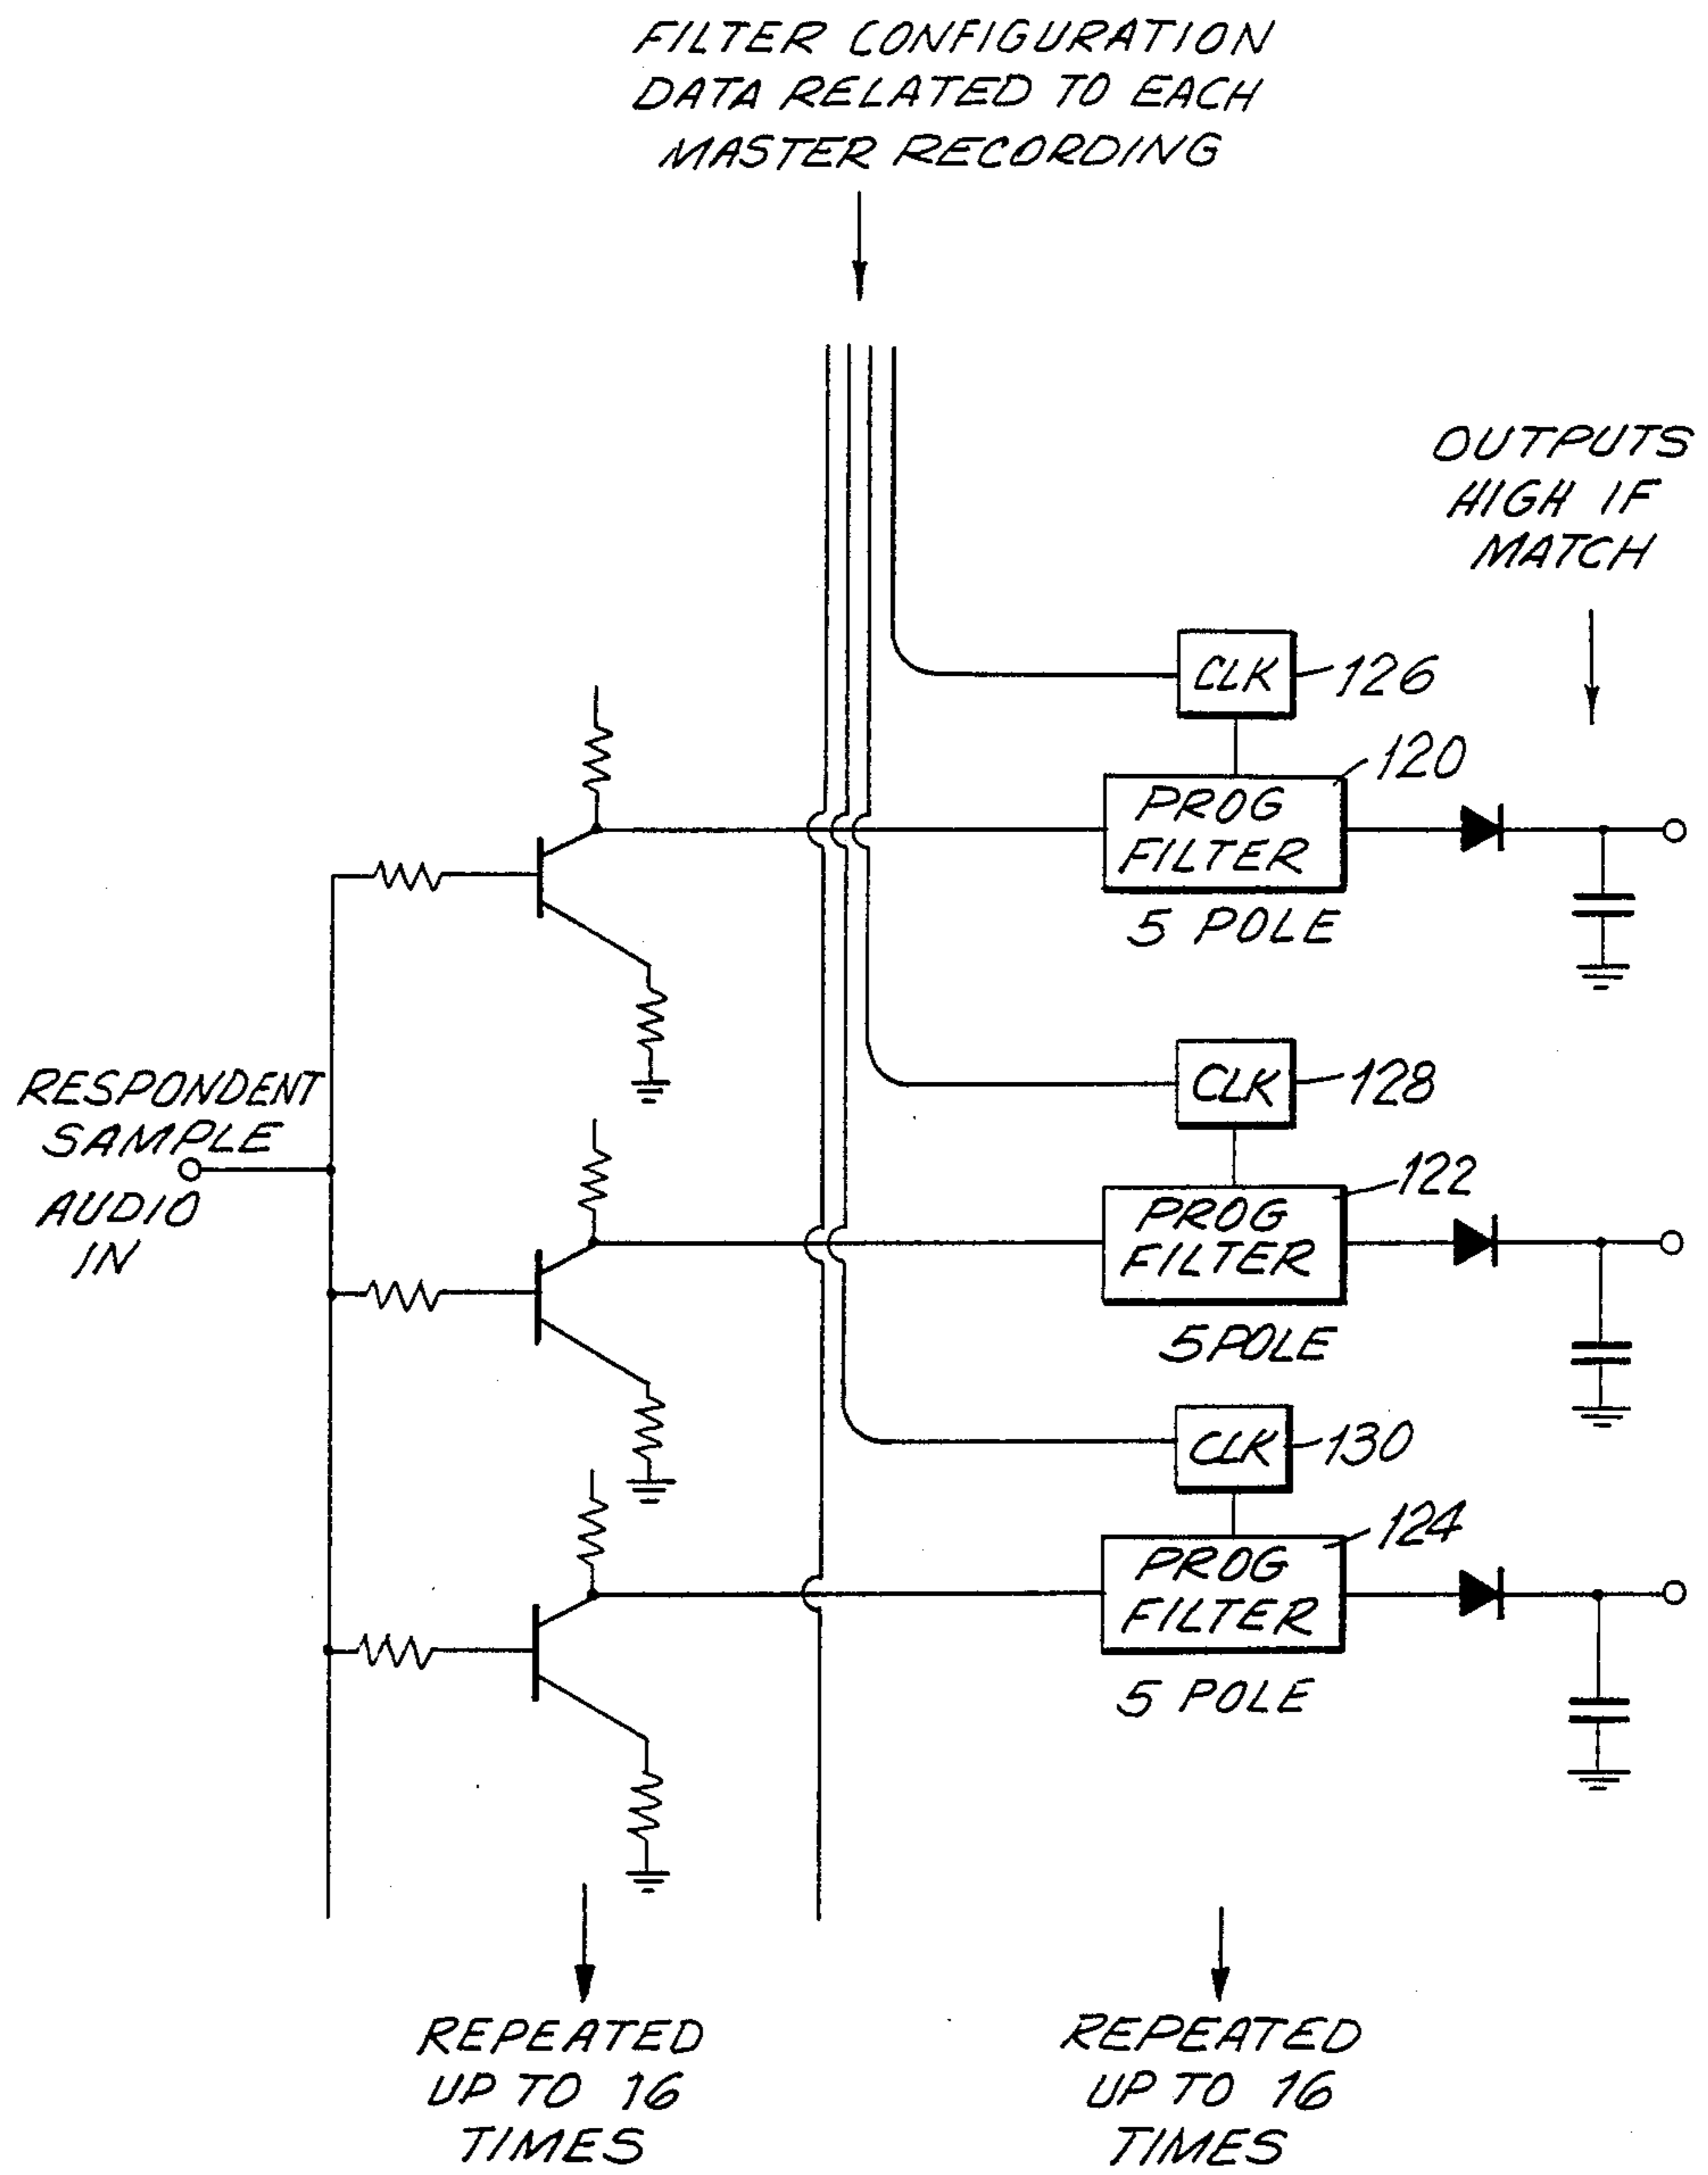 FILTER CONFIGURATION
DATA RELATED TO EACH
MASTER RECORDING
OUTPUTS
HIGH IF
MATCH
CLK
126
120
PROG
FILTER
5 POLE
RESPONDENT
SAMPLE
AUDIO
IN
CLK
128
122
PROG
FILTER
5 POLE
CLK
130
124
PROG
FILTER
5 POLE
REPEATED
UP TO 16
TIMES
REPEATED
UP TO 16
TIMES